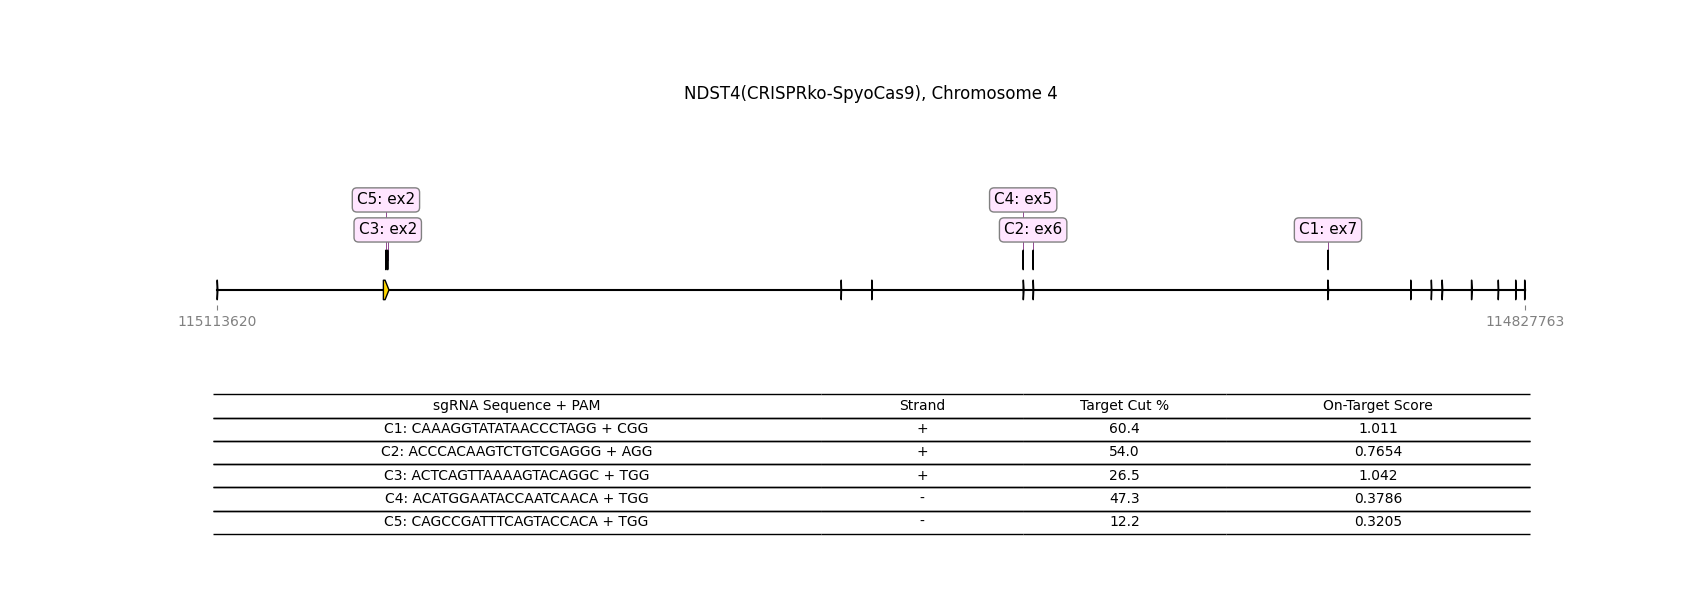 NDST4(CRISPRko-SpyoCas9), Chromosome 4
C5: ex2
C4: ex5
C3: ex2
C2: ex6
C1: ex7
115113620
114827763
sgRNA Sequence + PAM Strand Target Cut % On-Target Score
C1: CAAAGGTATATAACCCTAGG + CGG + 60.4 1.011
C2: ACCCACAAGTCTGTCGAGGG + AGG + 54.0 0.7654
C3: ACTCAGTTAAAAGTACAGGC + TGG + 26.5 1.042
C4: ACATGGAATACCAATCAACA + TGG - 47.3 0.3786
C5: CAGCCGATTTCAGTACCACA + TGG - 12.2 0.3205